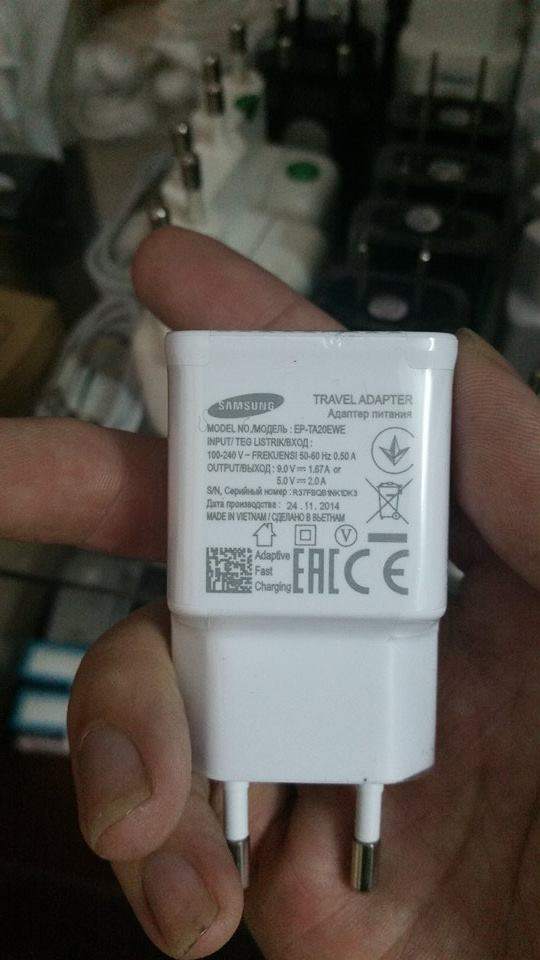 SAMSUNG
TRAVEL ADAPTER
Адаптер питания
MODEL NO./МОДЕЛЬ : EP-TA20EWE
INPUT/ TEG LISTRIK/ВХОД :
100-240 V ~ FREKUENSI 50-60 Hz 0.50 A
OUTPUT/ВЫХОД : 9.0 V ⎓ 1.67A or
5.0 V ⎓ 2.0 A
S/N, Серийный номер : R37F8QB1NK1DK3
Дата производства : 24 . 11. 2014
MADE IN VIETNAM / СДЕЛАНО В ВЬЕТНАМ
V
Adaptive
Fast
Charging
EAC CE